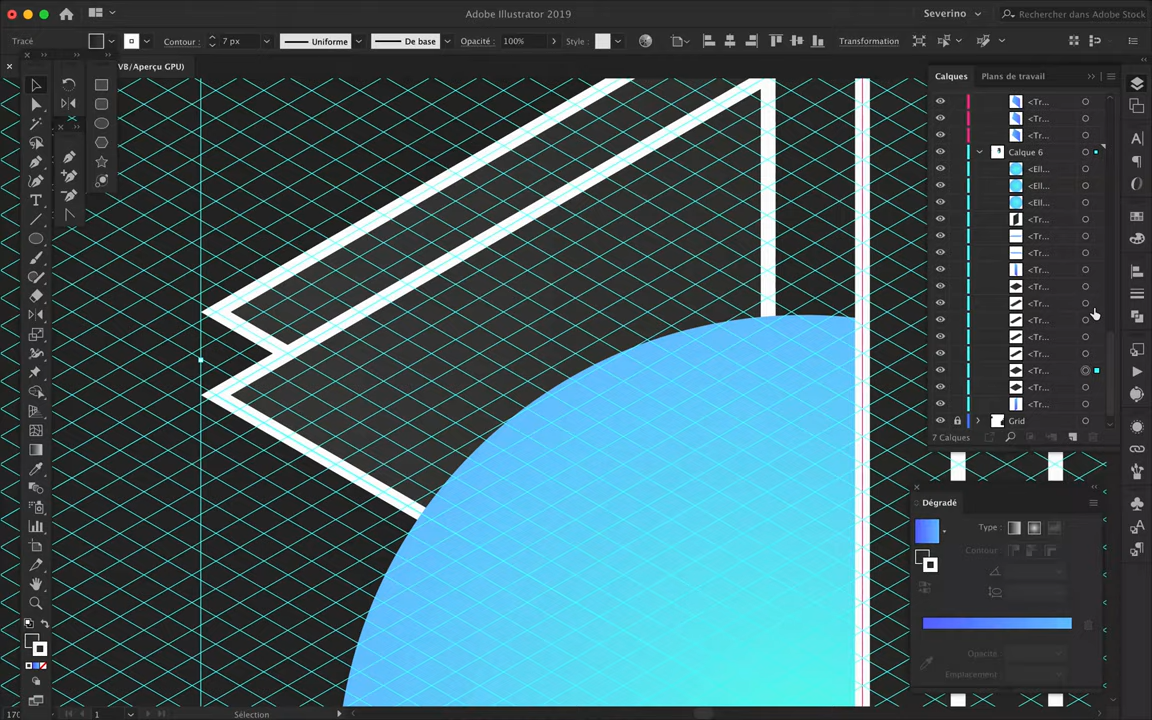 Adobe Illustrator 2019
Severino
Rechercher dans Adobe Stock
Tracé
Contour :
7 px
Uniforme
De base
Opacité :
100%
Style :
Transformation
VB/Aperçu GPU)
Calques
Plans de travail
<Tr...
<Tr...
<Tr...
Calque 6
<Ell...
<Ell...
<Ell...
<Tr...
<Tr...
<Tr...
<Tr...
<Tr...
<Tr...
<Tr...
<Tr...
<Tr...
<Tr...
<Tr...
<Tr...
Grid
7 Calques
Dégradé
Type :
Contour
Opacité
Emplacement
1
Sélection